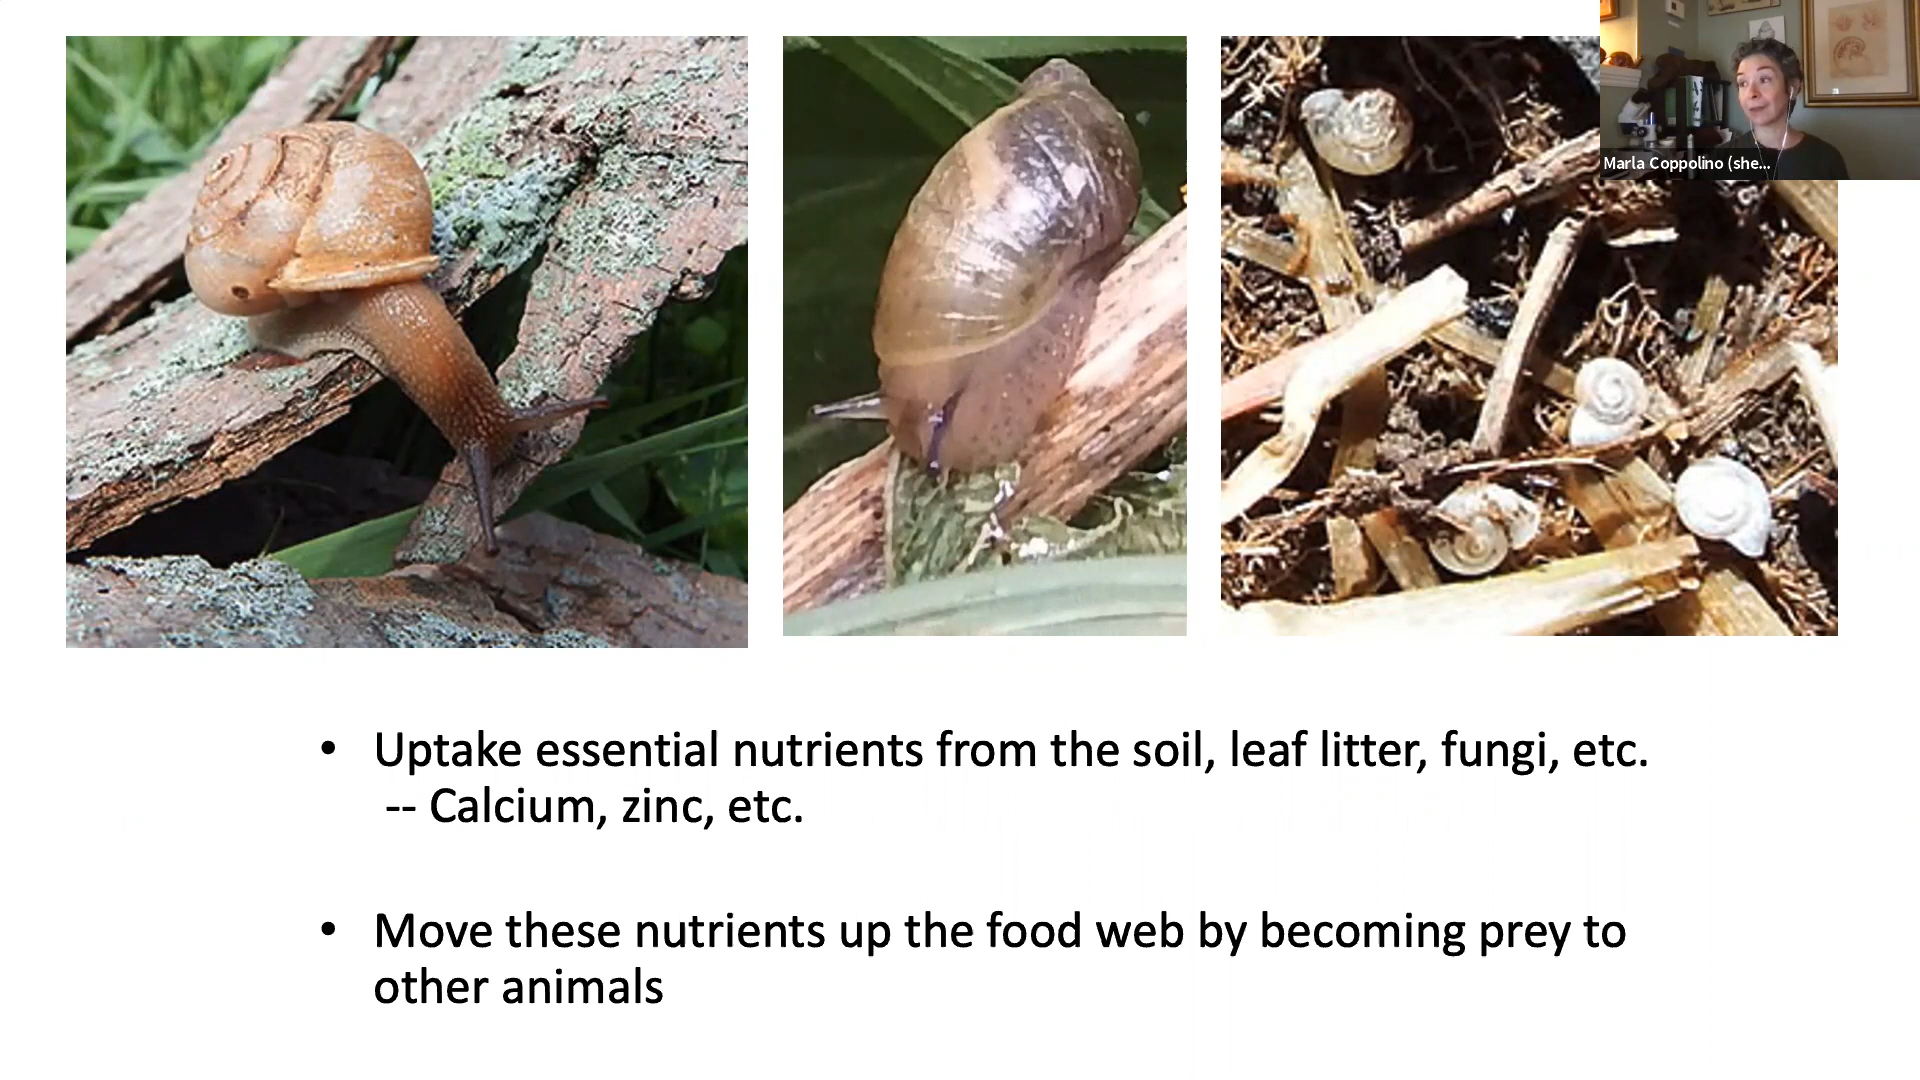 Marla Coppolino (she...
• Uptake essential nutrients from the soil, leaf litter, fungi, etc.
-- Calcium, zinc, etc.
• Move these nutrients up the food web by becoming prey to
other animals